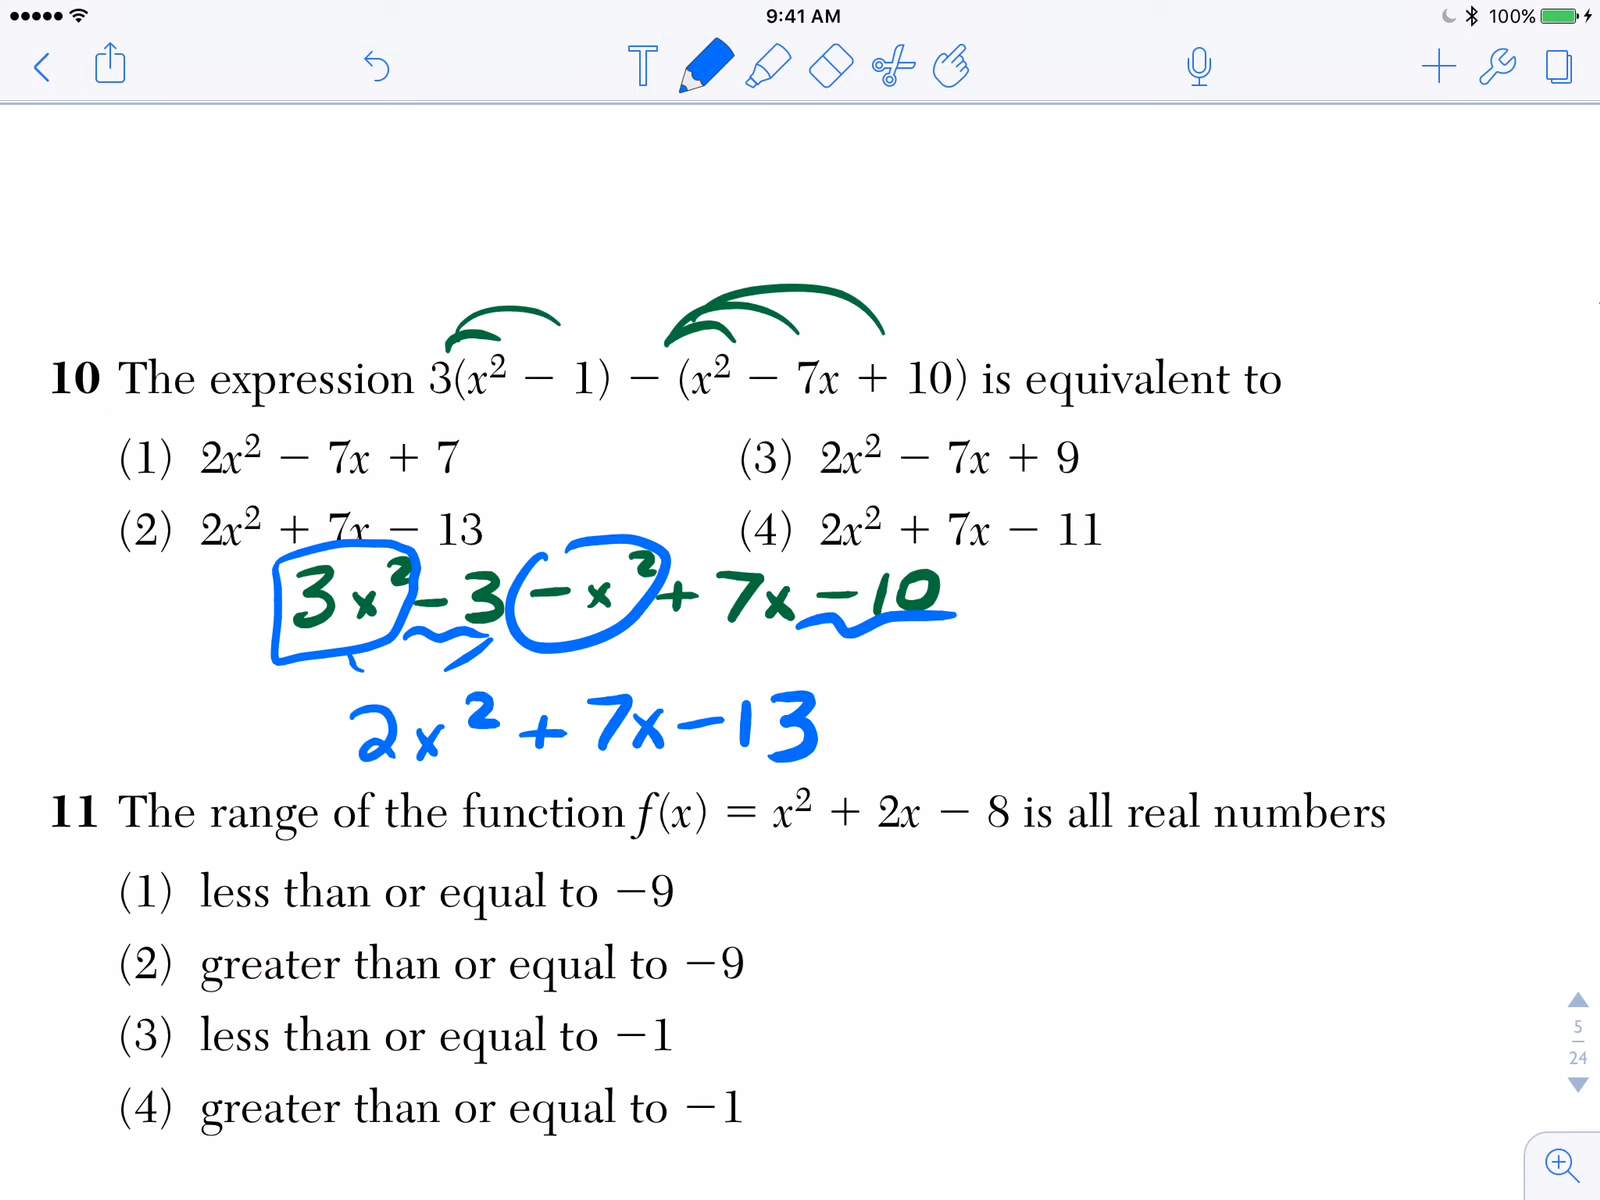 9:41 AM
100%
T
10 The expression 3(x² − 1) − (x² − 7x + 10) is equivalent to
(1) 2x² − 7x + 7
(3) 2x² − 7x + 9
(2) 2x² + 7x − 13
(4) 2x² + 7x − 11
3x² − 3 − x² + 7x − 10
2x² + 7x − 13
11 The range of the function f(x) = x² + 2x − 8 is all real numbers
(1) less than or equal to −9
(2) greater than or equal to −9
(3) less than or equal to −1
(4) greater than or equal to −1
5
24